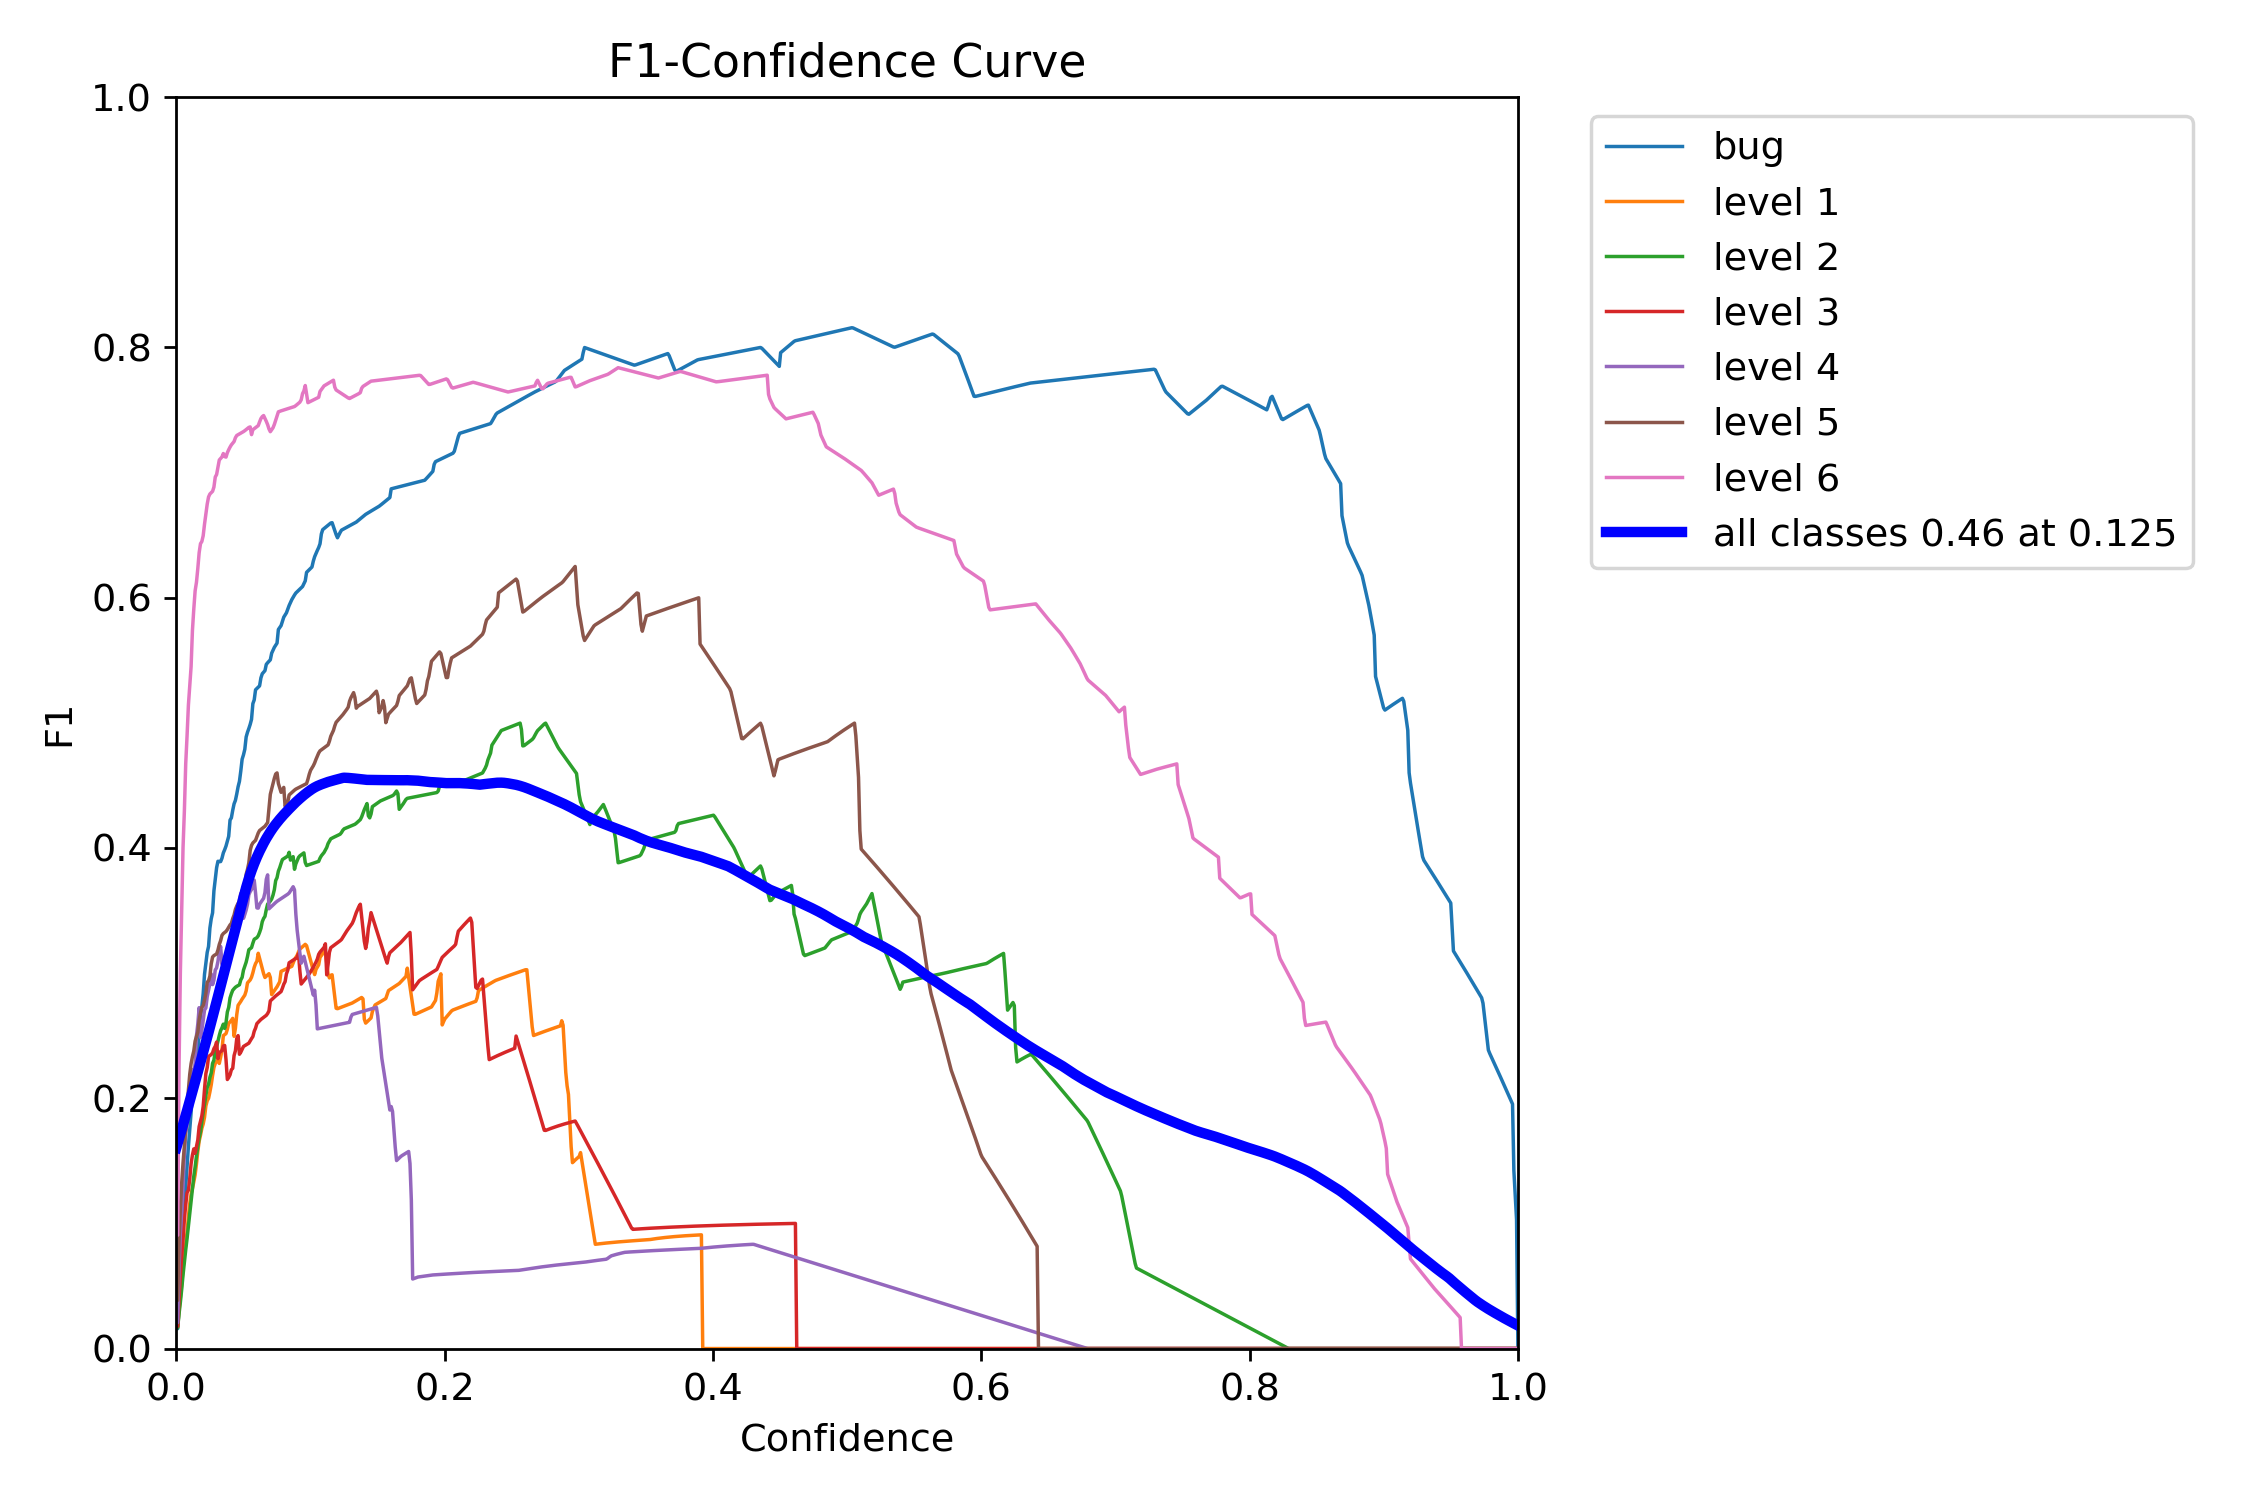 F1-Confidence Curve
1.0
0.8
0.6
0.4
0.2
0.0
F1
0.0 0.2 0.4 0.6 0.8 1.0
Confidence
bug
level 1
level 2
level 3
level 4
level 5
level 6
all classes 0.46 at 0.125